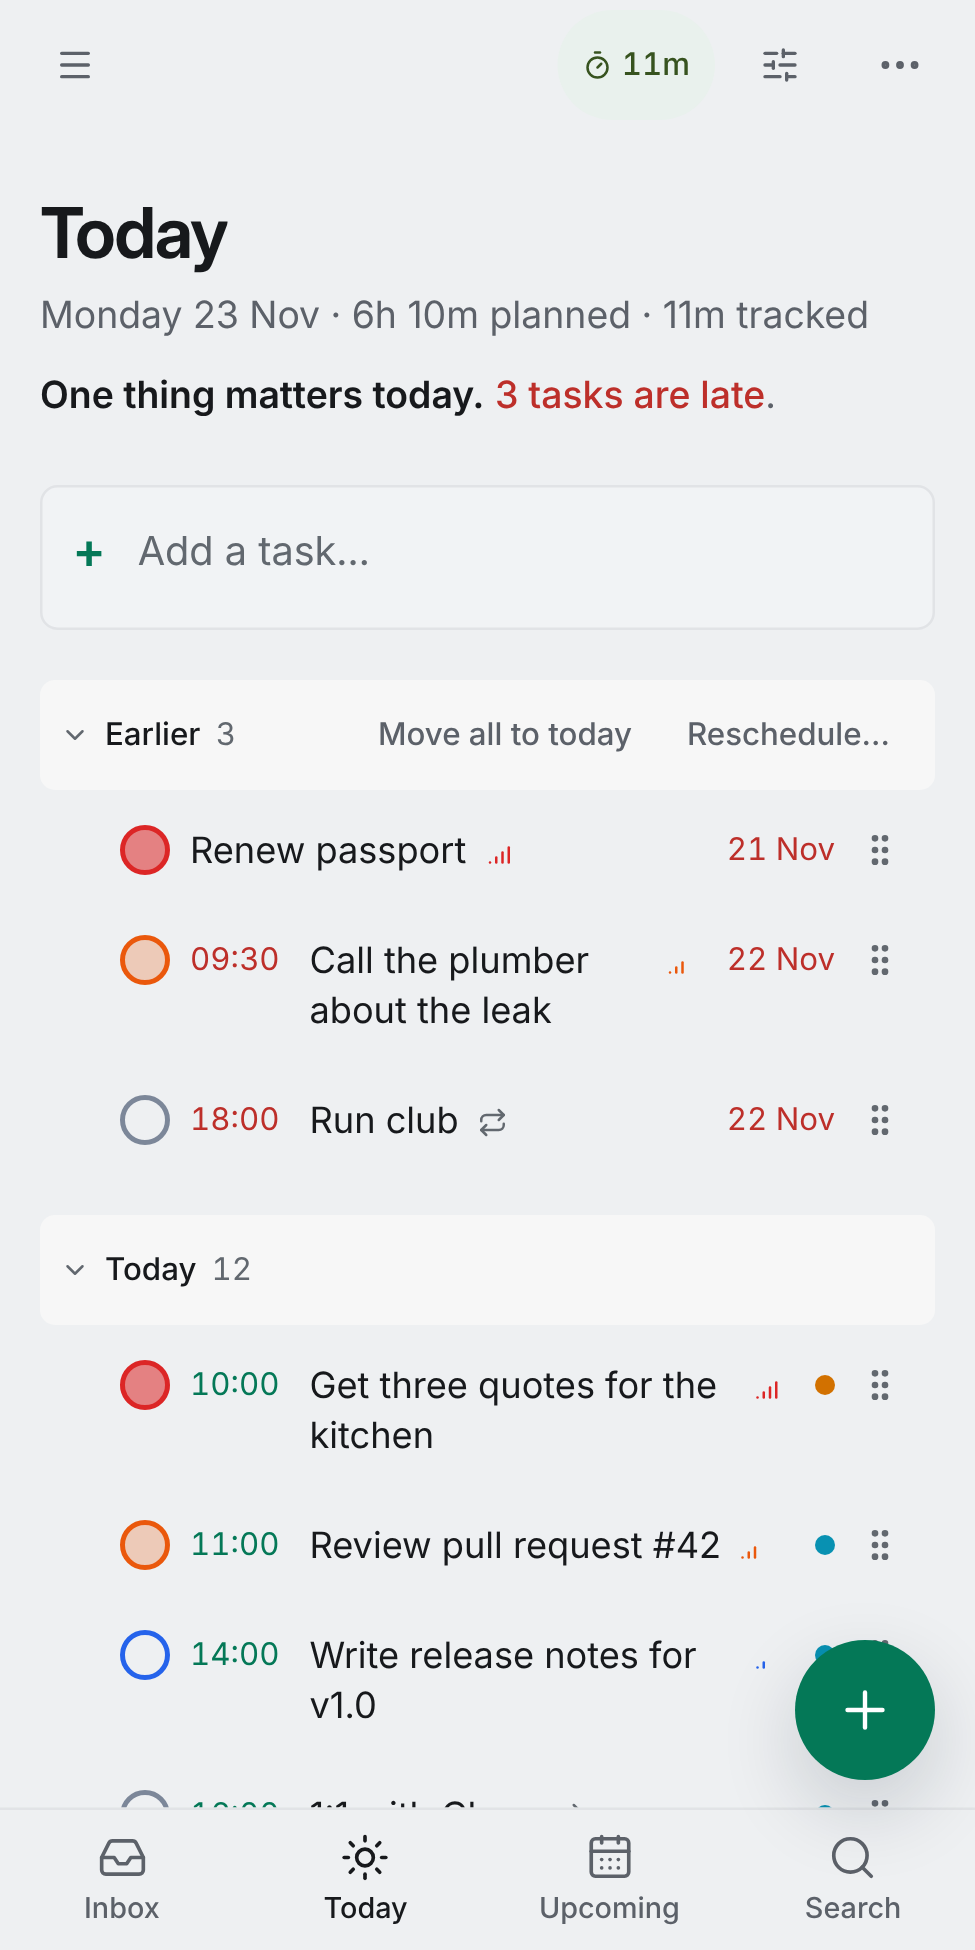 11m
Today
Monday 23 Nov · 6h 10m planned · 11m tracked
One thing matters today. 3 tasks are late.
+ Add a task...
Earlier 3 Move all to today Reschedule...
Renew passport 21 Nov
09:30 Call the plumber 22 Nov
about the leak
18:00 Run club 22 Nov
Today 12
10:00 Get three quotes for the
kitchen
11:00 Review pull request #42
14:00 Write release notes for
v1.0
1:1 with
Inbox Today Upcoming Search